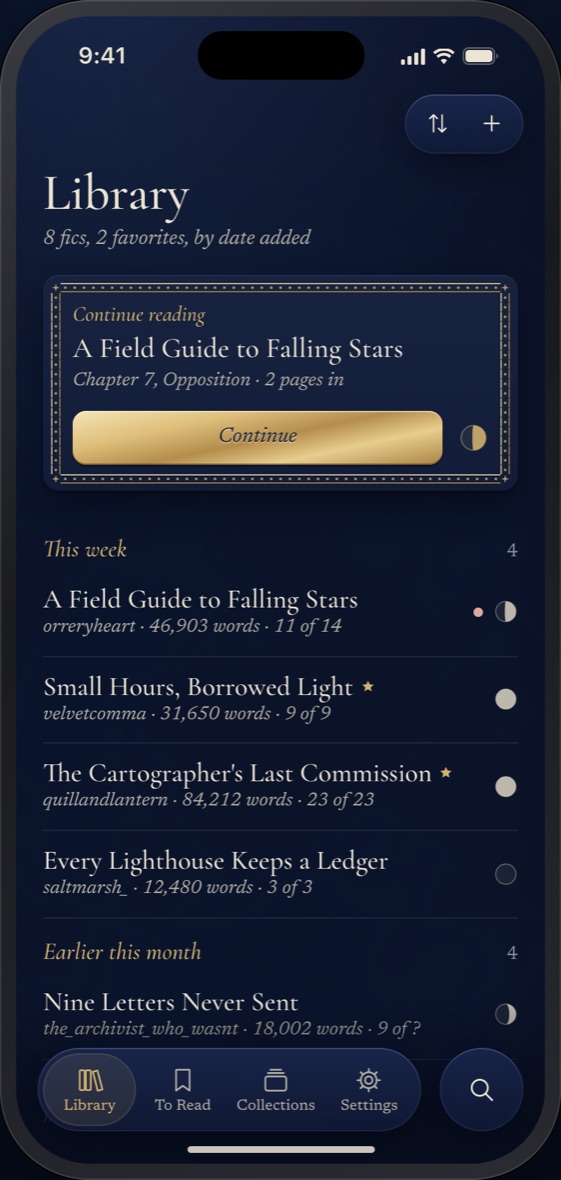 9:41
Library
8 fics, 2 favorites, by date added
Continue reading
A Field Guide to Falling Stars
Chapter 7, Opposition · 2 pages in
Continue
This week 4
A Field Guide to Falling Stars
orreryheart · 46,903 words · 11 of 14
Small Hours, Borrowed Light
velvetcomma · 31,650 words · 9 of 9
The Cartographer's Last Commission
quillandlantern · 84,212 words · 23 of 23
Every Lighthouse Keeps a Ledger
saltmarsh_ · 12,480 words · 3 of 3
Earlier this month 4
Nine Letters Never Sent
the_archivist_who_wasnt · 18,002 words · 9 of ?
Library To Read Collections Settings